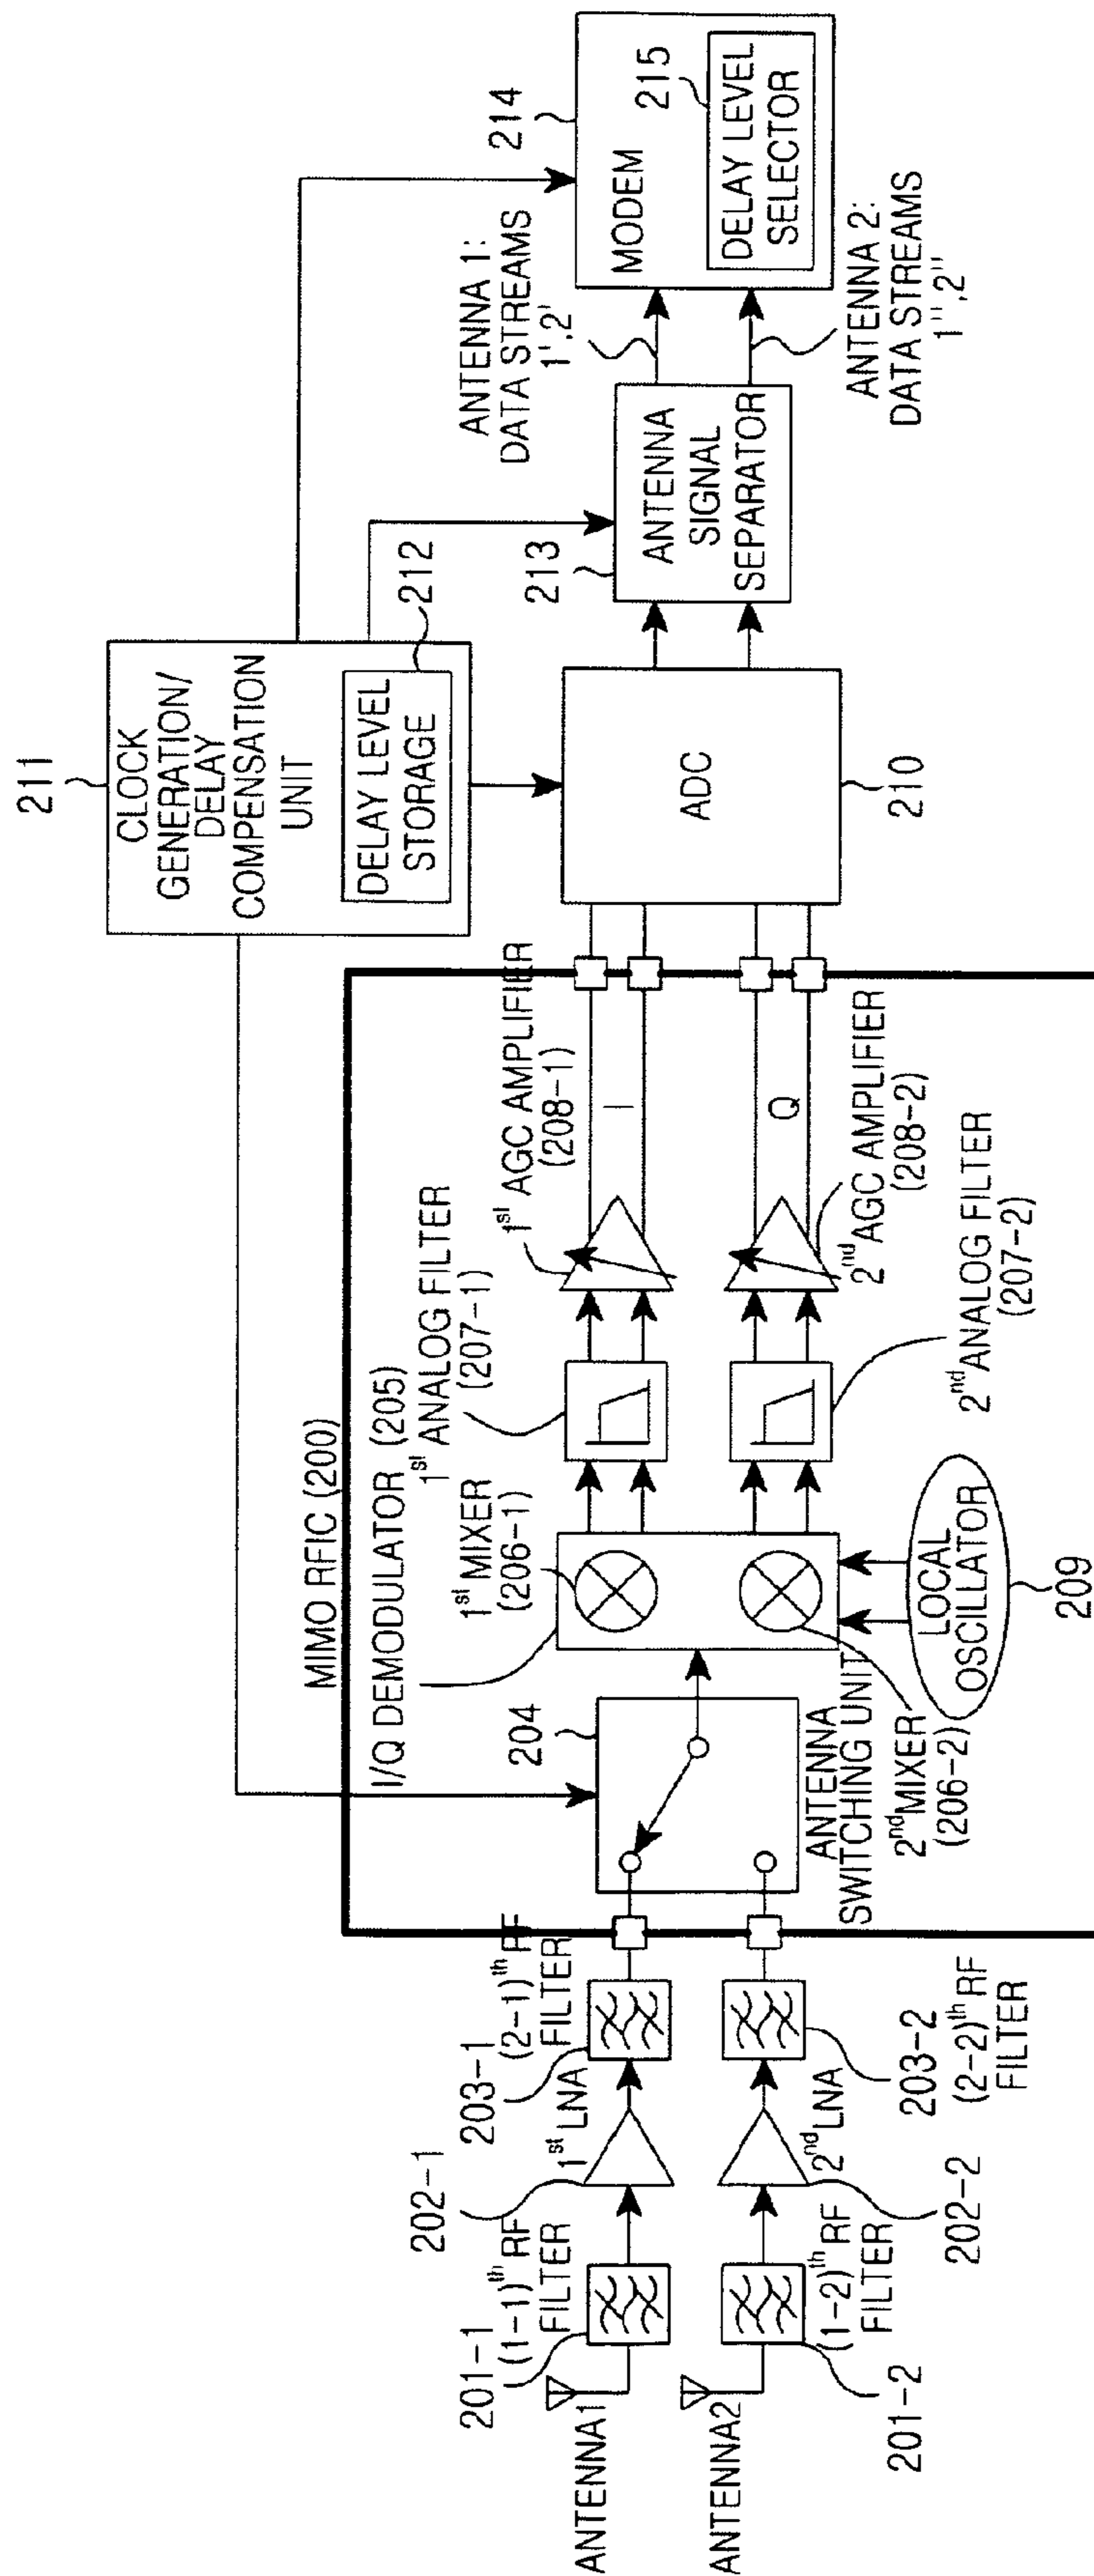 211
CLOCK
GENERATION/
DELAY
COMPENSATION
UNIT
DELAY LEVEL
STORAGE
212
214
MODEM
215
DELAY LEVEL
SELECTOR
ANTENNA 1:
DATA STREAMS
1',2'
213
ANTENNA
SIGNAL
SEPARATOR
ANTENNA 2:
DATA STREAMS
1'',2''
ADC
210
MIMO RFIC (200)
I/Q DEMODULATOR (205)
1st MIXER
(206-1)
1st ANALOG FILTER
(207-1)
1st AGC AMPLIFIER
(208-1)
I
Q
2nd AGC AMPLIFIER
(208-2)
2nd ANALOG FILTER
(207-2)
LOCAL
OSCILLATOR
209
2nd MIXER
(206-2)
204
ANTENNA
SWITCHING UNIT
203-1
(2-1)th RF
FILTER
203-2
(2-2)th RF
FILTER
202-1
1st LNA
2nd LNA
202-2
201-1
(1-1)th RF
FILTER
(1-2)th RF
FILTER
201-2
ANTENNA1
ANTENNA2